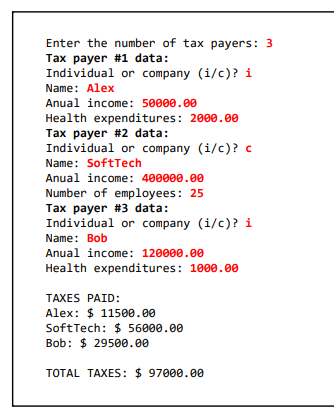 Enter the number of tax payers: 3
Tax payer #1 data:
Individual or company (i/c)? i
Name: Alex
Anual income: 50000.00
Health expenditures: 2000.00
Tax payer #2 data:
Individual or company (i/c)? c
Name: SoftTech
Anual income: 400000.00
Number of employees: 25
Tax payer #3 data:
Individual or company (i/c)? i
Name: Bob
Anual income: 120000.00
Health expenditures: 1000.00
TAXES PAID:
Alex: $ 11500.00
SoftTech: $ 56000.00
Bob: $ 29500.00
TOTAL TAXES: $ 97000.00